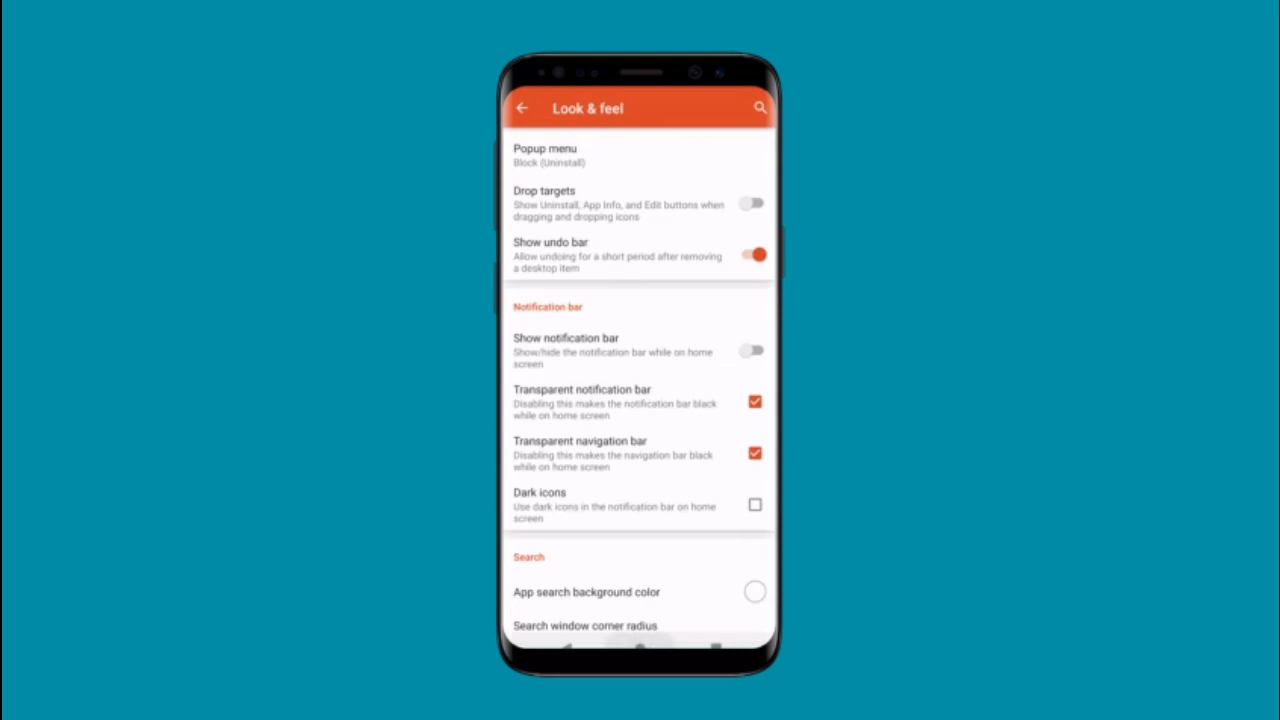 Look & feel
Popup menu
Block (Uninstall)
Drop targets
Show Uninstall, App Info, and Edit buttons when
dragging and dropping icons
Show undo bar
Allow undoing for a short period after removing
a desktop item
Notification bar
Show notification bar
Show/hide the notification bar while on home
screen
Transparent notification bar
Disabling this makes the notification bar black
while on home screen
Transparent navigation bar
Disabling this makes the navigation bar black
while on home screen
Dark icons
Use dark icons in the notification bar on home
screen
Search
App search background color
Search window corner radius